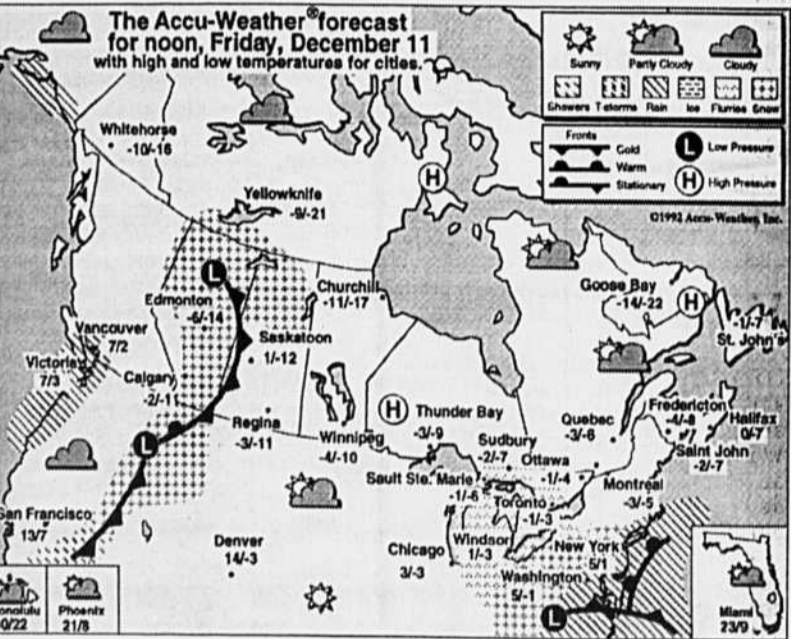 The Accu-Weather® forecast
for noon, Friday, December 11
with high and low temperatures for cities.
Sunny
Partly Cloudy
Cloudy
Showers
T-storms
Rain
Ice
Flurries
Snow
Fronts
Cold
Warm
Stationary
L
Low Pressure
H
High Pressure
©1992 Accu-Weather, Inc.
Whitehorse
-10/-16
Yellowknife
-9/-21
H
L
Edmonton
-6/-14
Churchill
-11/-17
Goose Bay
-14/-22
H
-1/-7
St. John's
Vancouver
7/2
Victoria
7/3
Calgary
-2/-11
Saskatoon
1/-12
Regina
-3/-11
Winnipeg
-4/-10
H
Thunder Bay
-3/-9
Sudbury
-2/-7
Sault Ste. Marie
-1/-6
Ottawa
-1/-4
Quebec
-3/-6
Fredericton
-4/-8
Halifax
0/-7
Saint John
-2/-7
Montreal
-3/-5
Toronto
-1/-3
L
San Francisco
13/7
Denver
14/-3
Chicago
3/-3
Windsor
1/-3
New York
5/1
Washington
5/-1
L
Honolulu
0/22
Phoenix
21/8
Miami
23/9